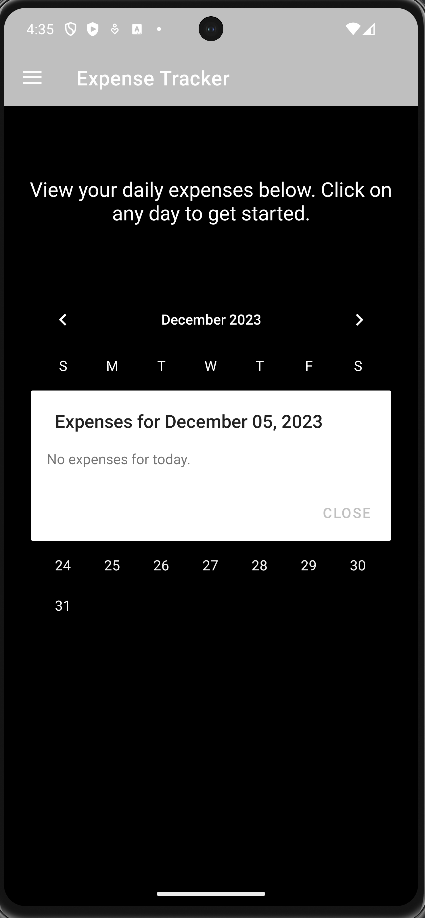 4:35
Expense Tracker
View your daily expenses below. Click on
any day to get started.
December 2023
S M T W T F S
Expenses for December 05, 2023
No expenses for today.
CLOSE
24 25 26 27 28 29 30
31